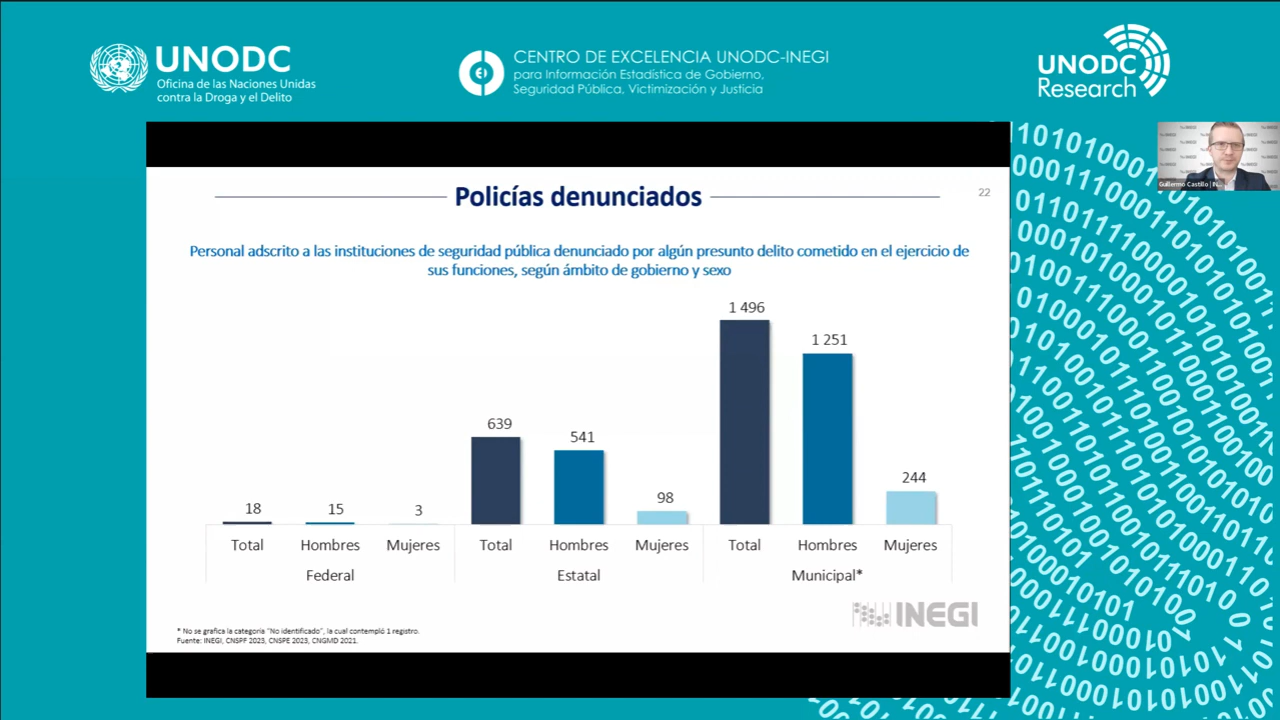 UNODC
Oficina de las Naciones Unidas
contra la Droga y el Delito
CENTRO DE EXCELENCIA UNODC-INEGI
para Información Estadística de Gobierno,
Seguridad Pública, Victimización y Justicia
UNODC
Research
Guillermo Castillo | IN...
Policías denunciados
22
Personal adscrito a las instituciones de seguridad pública denunciado por algún presunto delito cometido en el ejercicio de
sus funciones, según ámbito de gobierno y sexo
18 15 3 639 541 98 1 496 1 251 244
Total Hombres Mujeres Total Hombres Mujeres Total Hombres Mujeres
Federal Estatal Municipal*
INEGI
* No se grafica la categoría "No identificado", la cual contempló 1 registro.
Fuente: INEGI, CNSPF 2023, CNSPE 2023, CNGMD 2021.